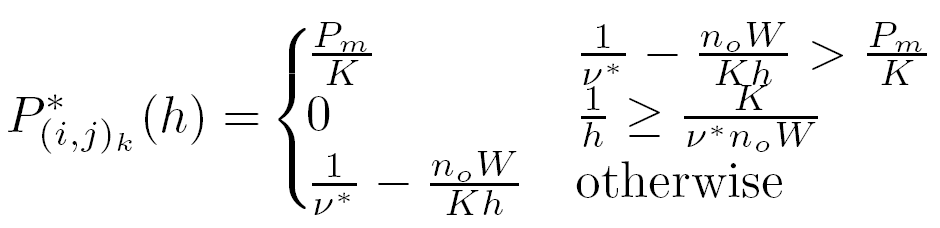 P^*_{(i,j)_k}(h) = \begin{cases} \frac{P_m}{K} & \frac{1}{\nu^*} - \frac{n_o W}{K h} > \frac{P_m}{K} \\
0 & \frac{1}{h} \geq \frac{K}{\nu^* n_o W} \\
\frac{1}{\nu^*} - \frac{n_o W}{K h} & \text{otherwise} \end{cases}